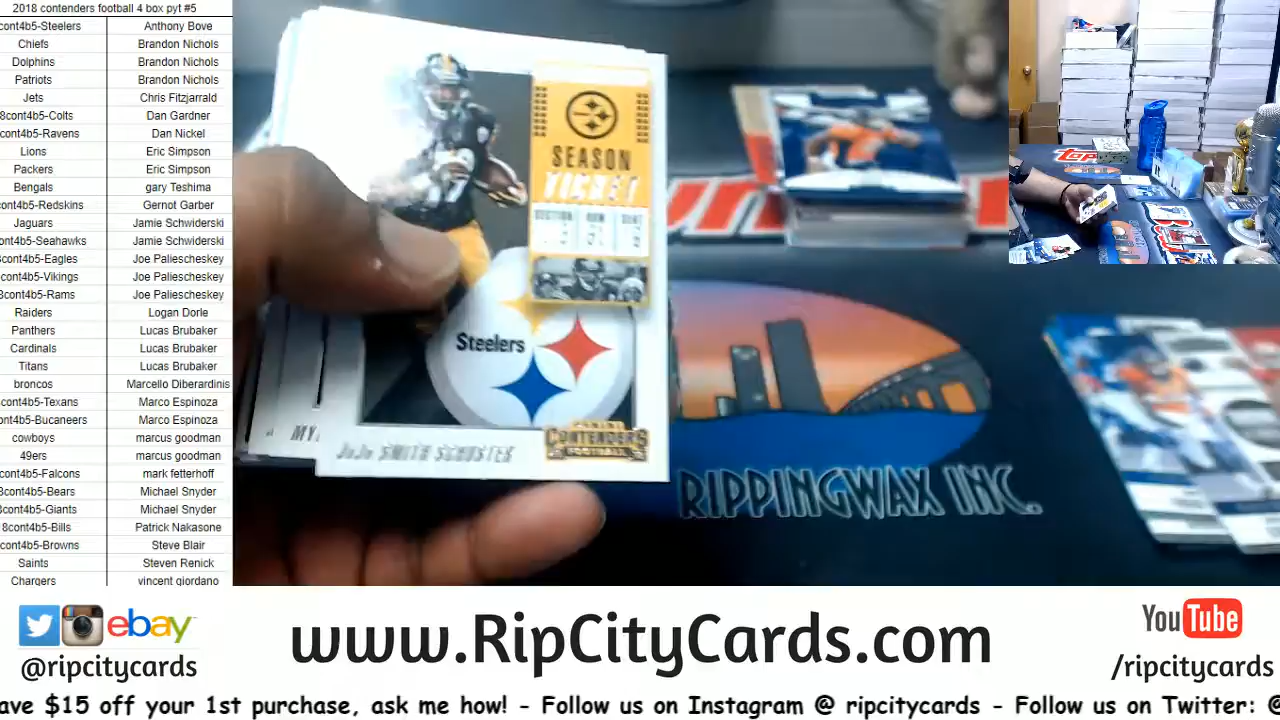 2018 contenders football 4 box pyt #5
cont4b5-Steelers Anthony Bove
Chiefs Brandon Nichols
Dolphins Brandon Nichols
Patriots Brandon Nichols
Jets Chris Fitzjarrald
8cont4b5-Colts Dan Gardner
cont4b5-Ravens Dan Nickel
Lions Eric Simpson
Packers Eric Simpson
Bengals gary Teshima
cont4b5-Redskins Gernot Garber
Jaguars Jamie Schwiderski
cont4b5-Seahawks Jamie Schwiderski
8cont4b5-Eagles Joe Paliescheskey
cont4b5-Vikings Joe Paliescheskey
8cont4b5-Rams Joe Paliescheskey
Raiders Logan Dorle
Panthers Lucas Brubaker
Cardinals Lucas Brubaker
Titans Lucas Brubaker
broncos Marcello Diberardinis
cont4b5-Texans Marco Espinoza
cont4b5-Bucaneers Marco Espinoza
cowboys marcus goodman
49ers marcus goodman
cont4b5-Falcons mark fetterhoff
8cont4b5-Bears Michael Snyder
8cont4b5-Giants Michael Snyder
8cont4b5-Bills Patrick Nakasone
cont4b5-Browns Steve Blair
Saints Steven Renick
Chargers vincent giordano
SEASON
TICKET
SECTION ROW SEAT
Steelers
PANINI
CONTENDERS
FOOTBALL
MY
JuJu SMITH-SCHUSTER
RIPPINGWAX INC.
TOPPS
ebay
@ripcitycards
www.RipCityCards.com
YouTube
/ripcitycards
ave $15 off your 1st purchase, ask me how! - Follow us on Instagram @ ripcitycards - Follow us on Twitter: @